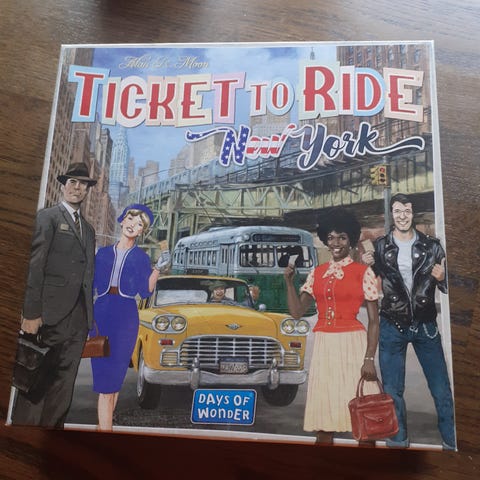 Alan R. Moon
TICKET TO RIDE
New York
DAYS OF
WONDER